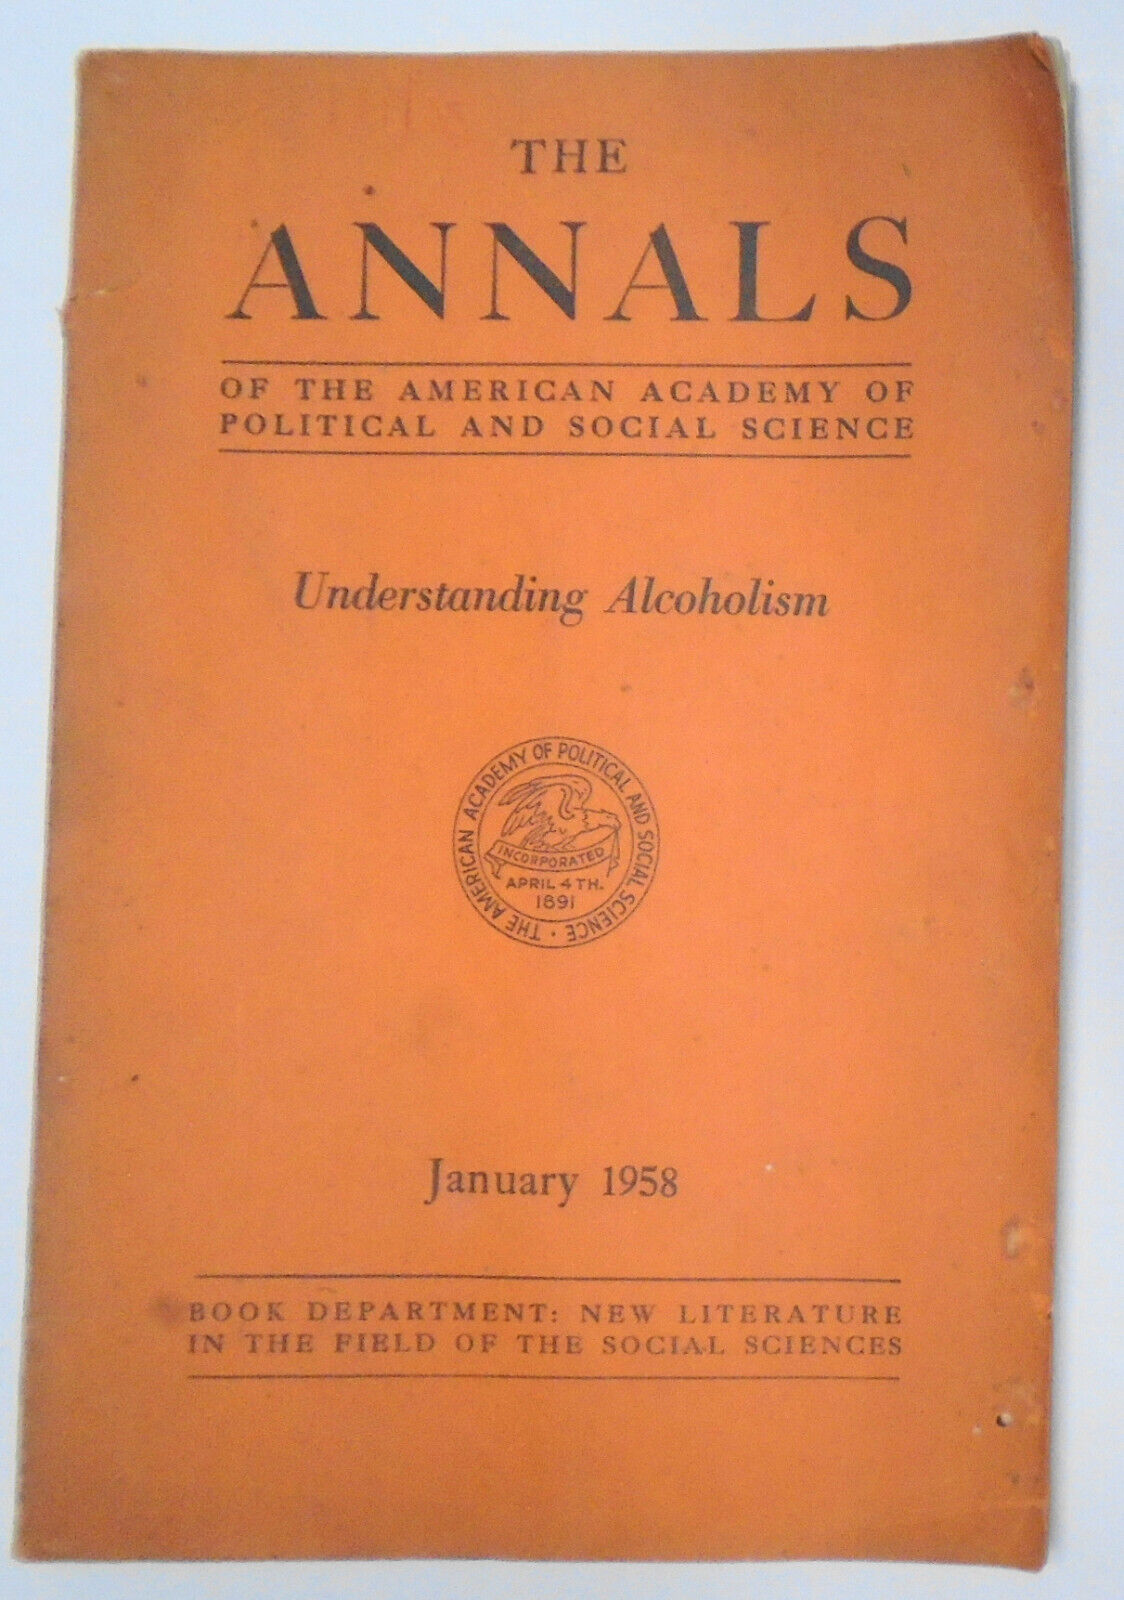 THE
ANNALS
OF THE AMERICAN ACADEMY OF
POLITICAL AND SOCIAL SCIENCE
Understanding Alcoholism
THE AMERICAN ACADEMY OF POLITICAL AND SOCIAL SCIENCE ·
INCORPORATED
APRIL 4TH.
1891
January 1958
BOOK DEPARTMENT: NEW LITERATURE
IN THE FIELD OF THE SOCIAL SCIENCES